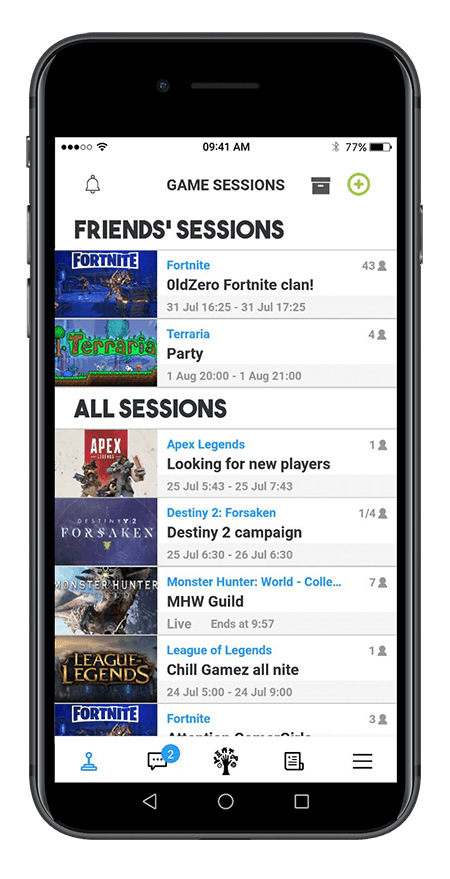 09:41 AM
77%
GAME SESSIONS
FRIENDS' SESSIONS
FORTNITE
Fortnite
43
0ldZero Fortnite clan!
31 Jul 16:25 - 31 Jul 17:25
Terraria
Terraria
4
Party
1 Aug 20:00 - 1 Aug 21:00
ALL SESSIONS
APEX
LEGENDS
Apex Legends
1
Looking for new players
25 Jul 5:43 - 25 Jul 7:43
DESTINY 2
FORSAKEN
Destiny 2: Forsaken
1/4
Destiny 2 campaign
25 Jul 6:30 - 26 Jul 6:30
MONSTER HUNTER
Monster Hunter: World - Colle...
7
MHW Guild
Live Ends at 9:57
LEAGUE of
LEGENDS
League of Legends
1
Chill Gamez all nite
24 Jul 5:00 - 24 Jul 9:00
FORTNITE
Fortnite
3
Attention GamerGirls
2